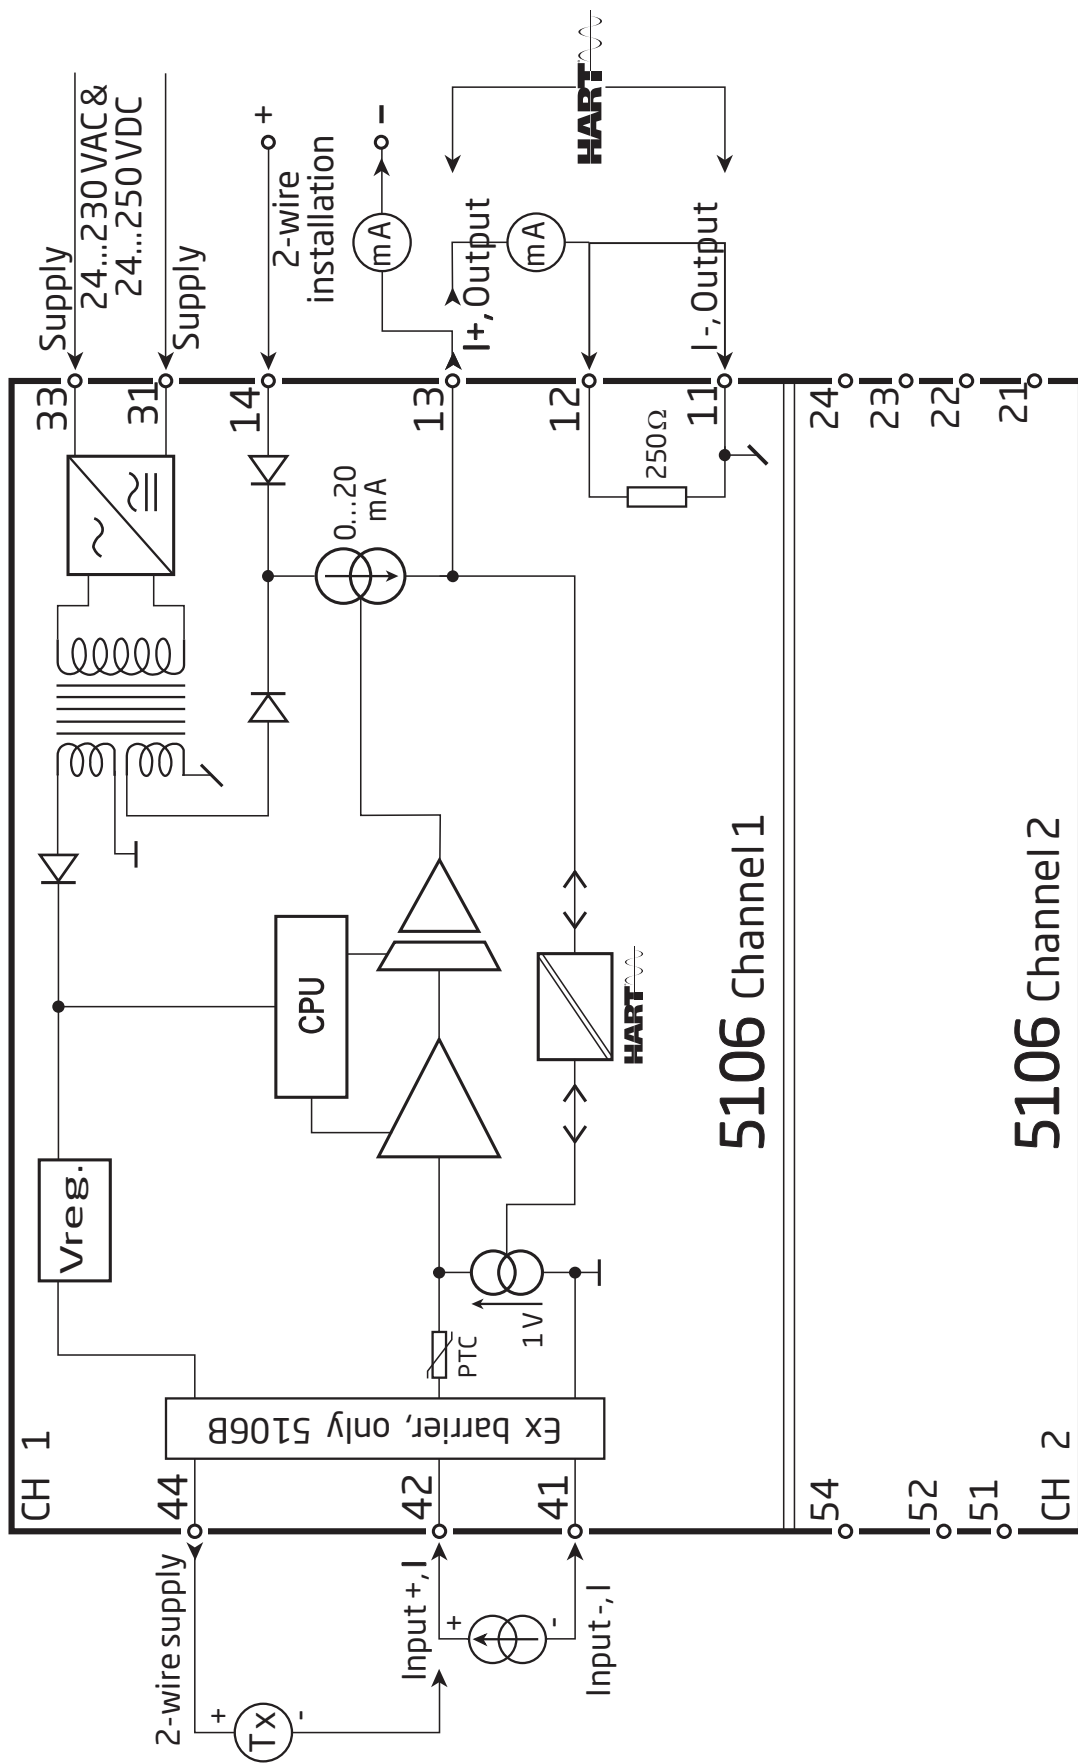 CH 1
2-wire supply
44
Vreg.
33
Supply
24...230 VAC &
24...250 VDC
31
Supply
+
Tx
-
Ex barrier, only 5106B
CPU
14
+
2-wire
installation
-
mA
0...20
mA
Input +, I
42
PTC
13
I+, Output
mA
+
-
1 V
HART
HART
Input -, I
41
12
250Ω
11
I -, Output
5106 Channel 1
54
52
51
24
23
22
21
CH 2
5106 Channel 2